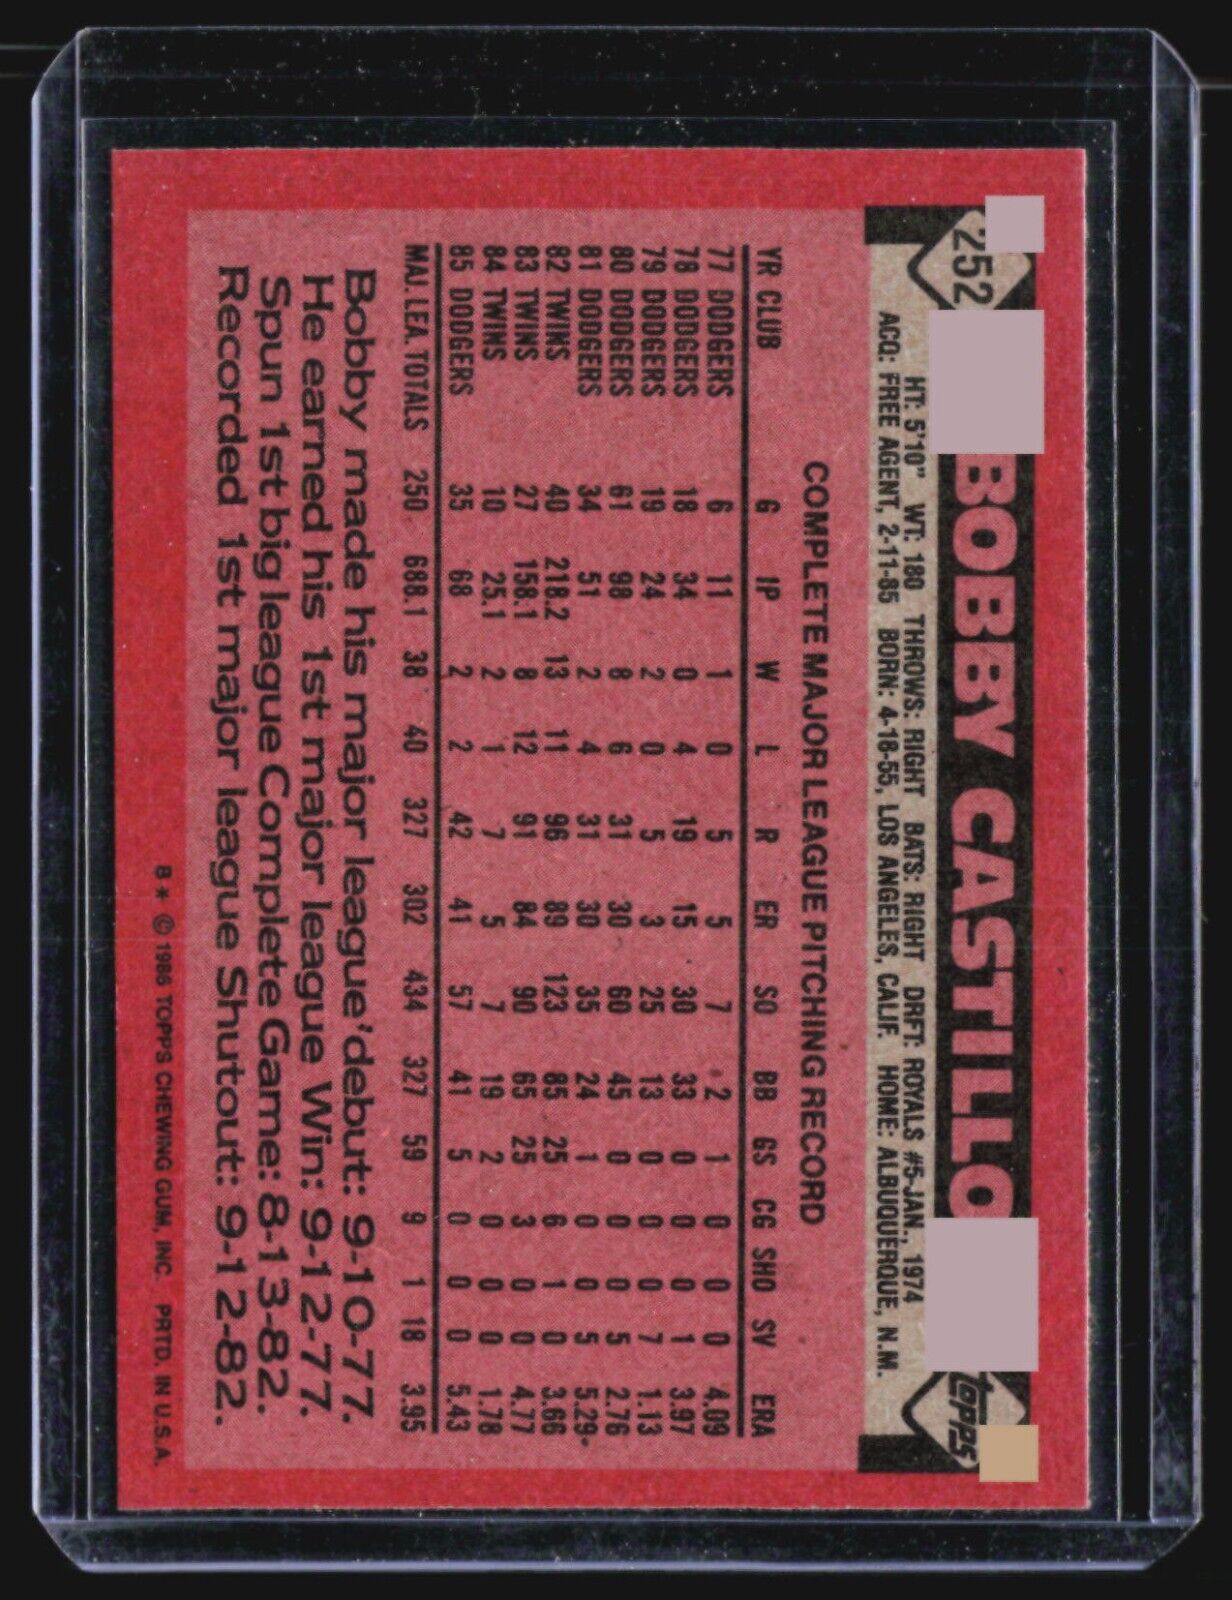 252
BOBBY CASTILLO
topps
HT: 5'10" WT: 180 THROWS: RIGHT BATS: RIGHT DRFT: ROYALS #5-JAN., 1974
ACQ: FREE AGENT, 2-11-85 BORN: 4-18-55, LOS ANGELES, CALIF. HOME: ALBUQUERQUE, N.M.
COMPLETE MAJOR LEAGUE PITCHING RECORD
YR CLUB G IP W L R ER SO BB GS CG SHO SV ERA
77 DODGERS 6 11 1 0 5 5 7 2 1 0 0 0 4.09
78 DODGERS 18 34 0 4 19 15 30 33 0 0 0 1 3.97
79 DODGERS 19 24 2 0 5 3 25 13 0 0 0 7 1.13
80 DODGERS 61 98 8 6 31 30 60 45 0 0 0 5 2.76
81 DODGERS 34 51 2 4 31 30 35 24 1 0 0 5 5.29
82 TWINS 40 218.2 13 11 96 89 123 85 25 6 1 0 3.66
83 TWINS 27 158.1 8 12 91 84 90 65 25 3 0 0 4.77
84 TWINS 10 25.1 2 1 7 5 7 19 2 0 0 0 1.78
85 DODGERS 35 68 2 2 42 41 57 41 5 0 0 0 5.43
MAJ. LEA. TOTALS 250 688.1 38 40 327 302 434 327 59 9 1 18 3.95
Bobby made his major league debut: 9-10-77.
He earned his 1st major league Win: 9-12-77.
Spun 1st big league Complete Game: 8-13-82.
Recorded 1st major league Shutout: 9-12-82.
B* © 1986 TOPPS CHEWING GUM, INC. PRTD. IN U.S.A.